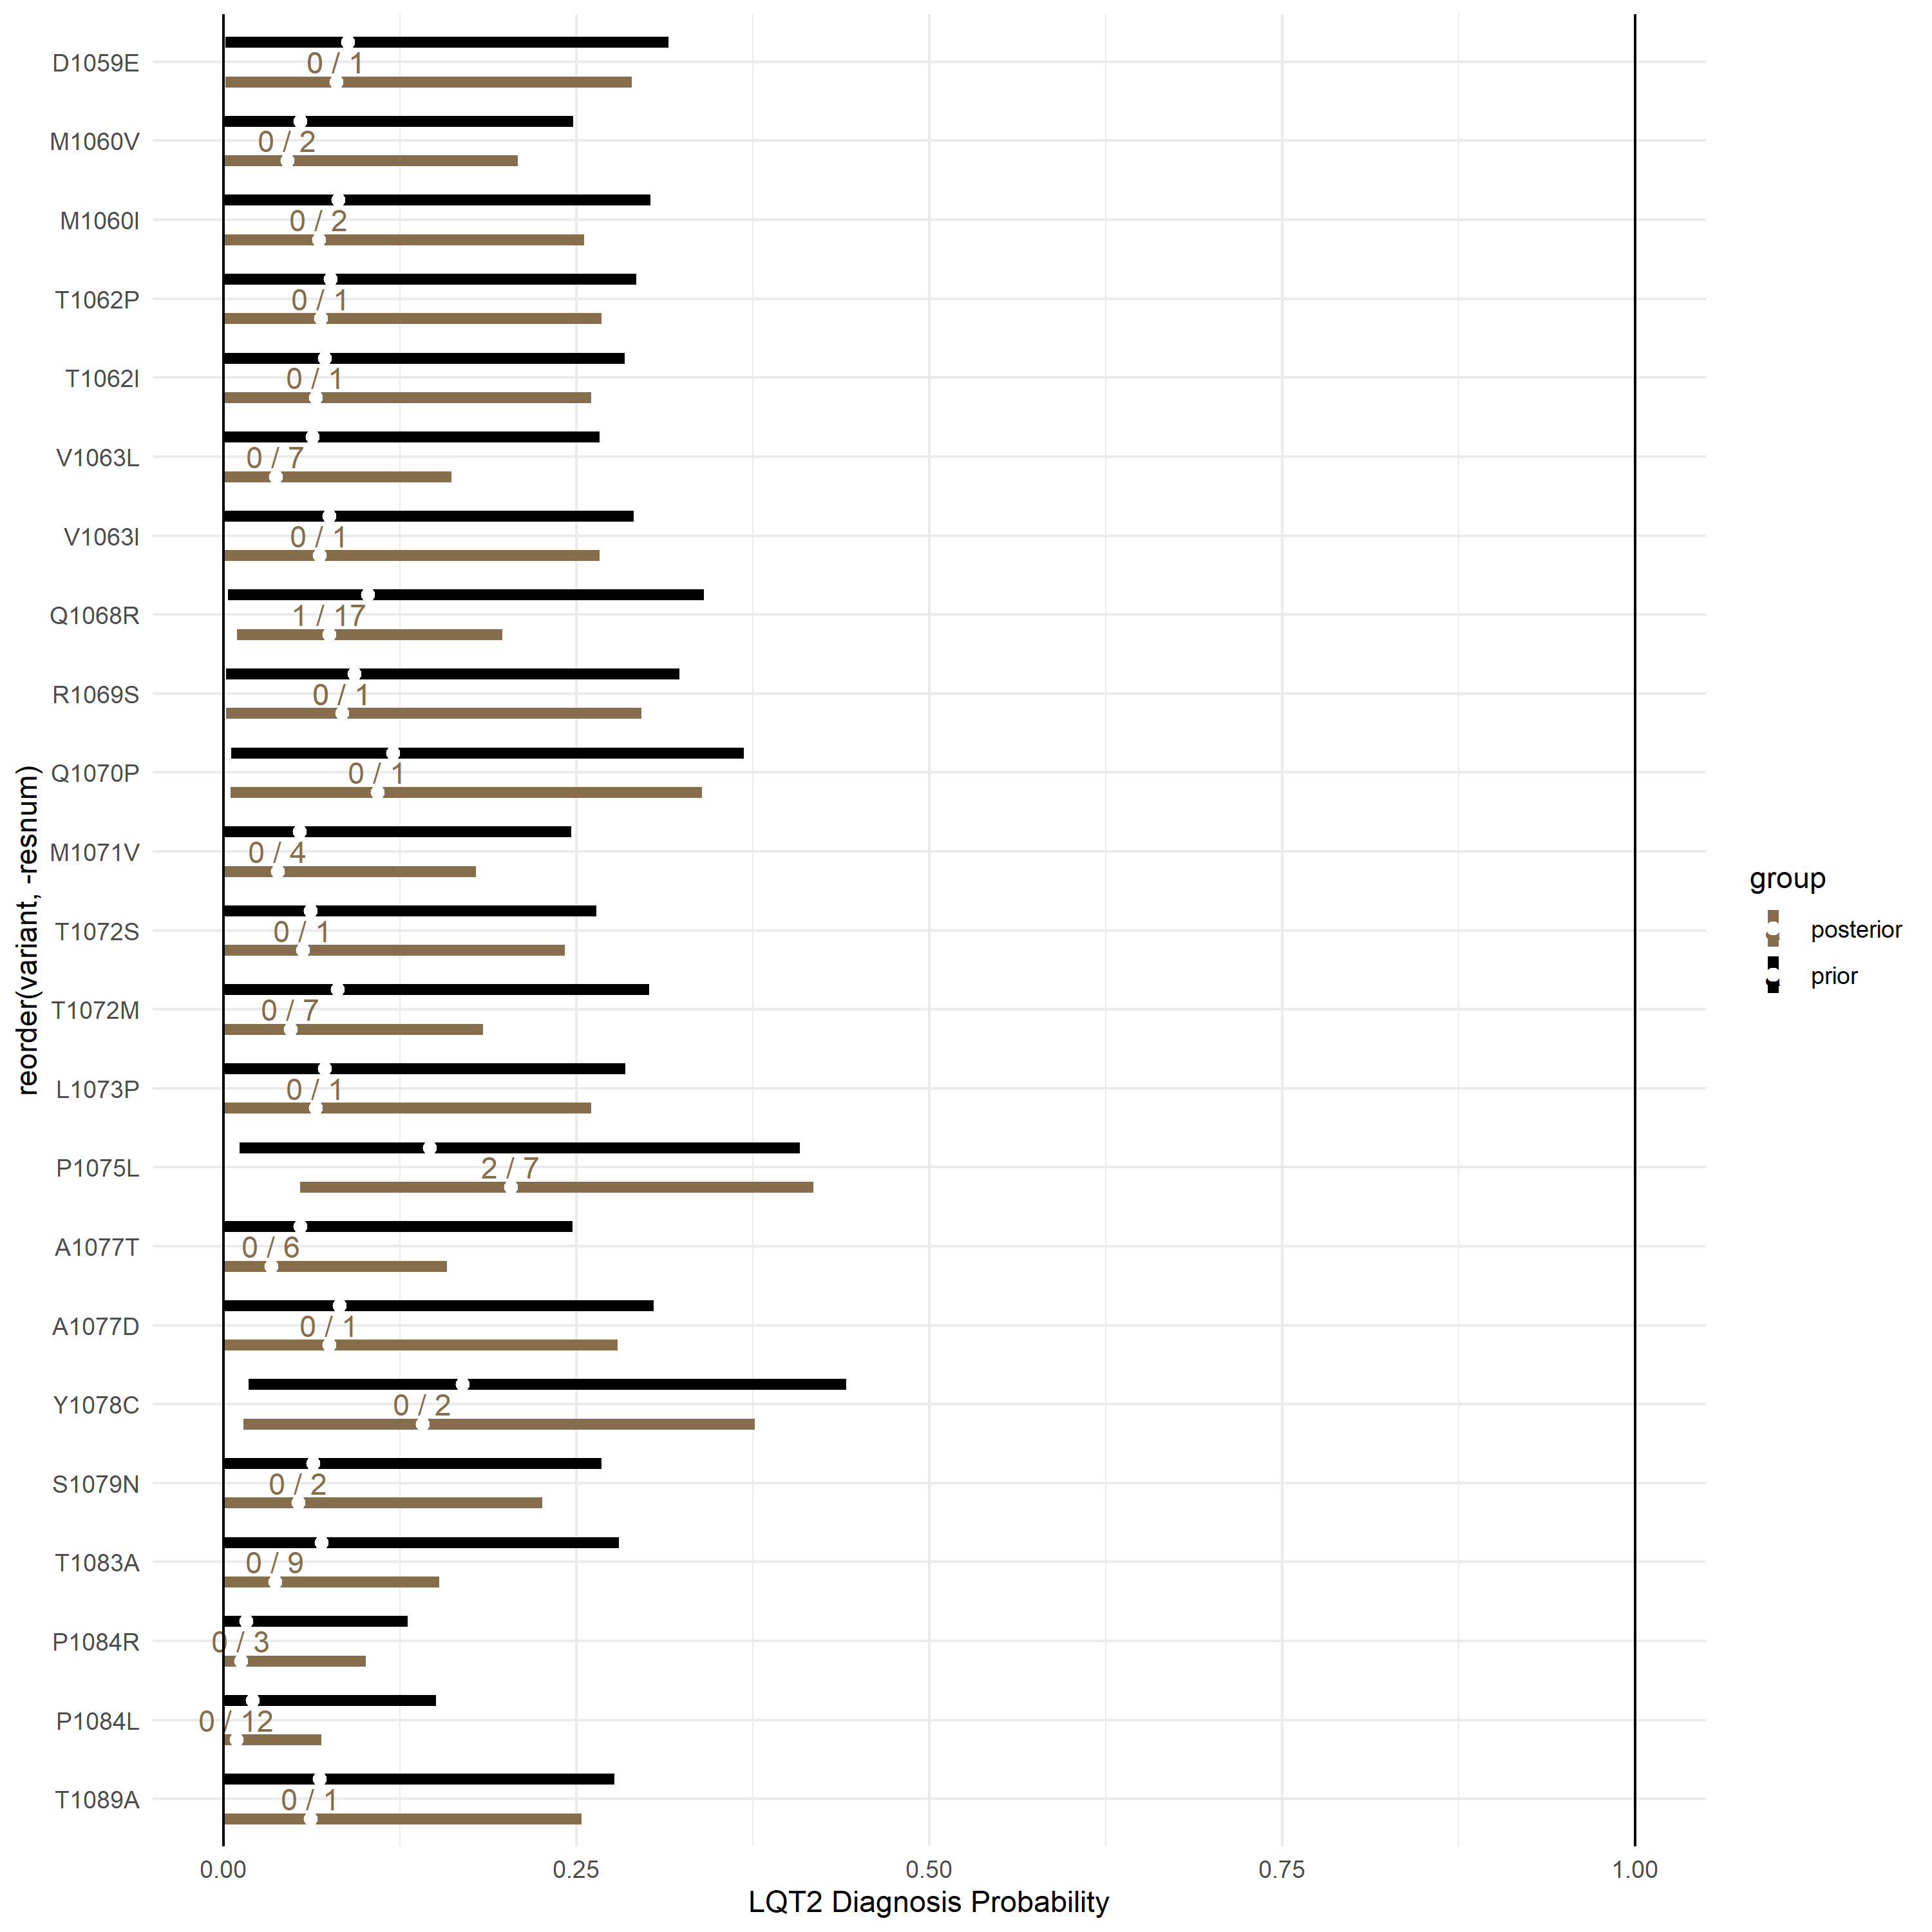 D1059E
0 / 1
M1060V
0 / 2
M1060I
0 / 2
T1062P
0 / 1
T1062I
0 / 1
V1063L
0 / 7
V1063I
0 / 1
Q1068R
1 / 17
R1069S
0 / 1
Q1070P
0 / 1
M1071V
0 / 4
T1072S
0 / 1
T1072M
0 / 7
L1073P
0 / 1
P1075L
2 / 7
A1077T
0 / 6
A1077D
0 / 1
Y1078C
0 / 2
S1079N
0 / 2
T1083A
0 / 9
P1084R
0 / 3
P1084L
0 / 12
T1089A
0 / 1
reorder(variant, -resnum)
0.00 0.25 0.50 0.75 1.00
LQT2 Diagnosis Probability
group
posterior
prior